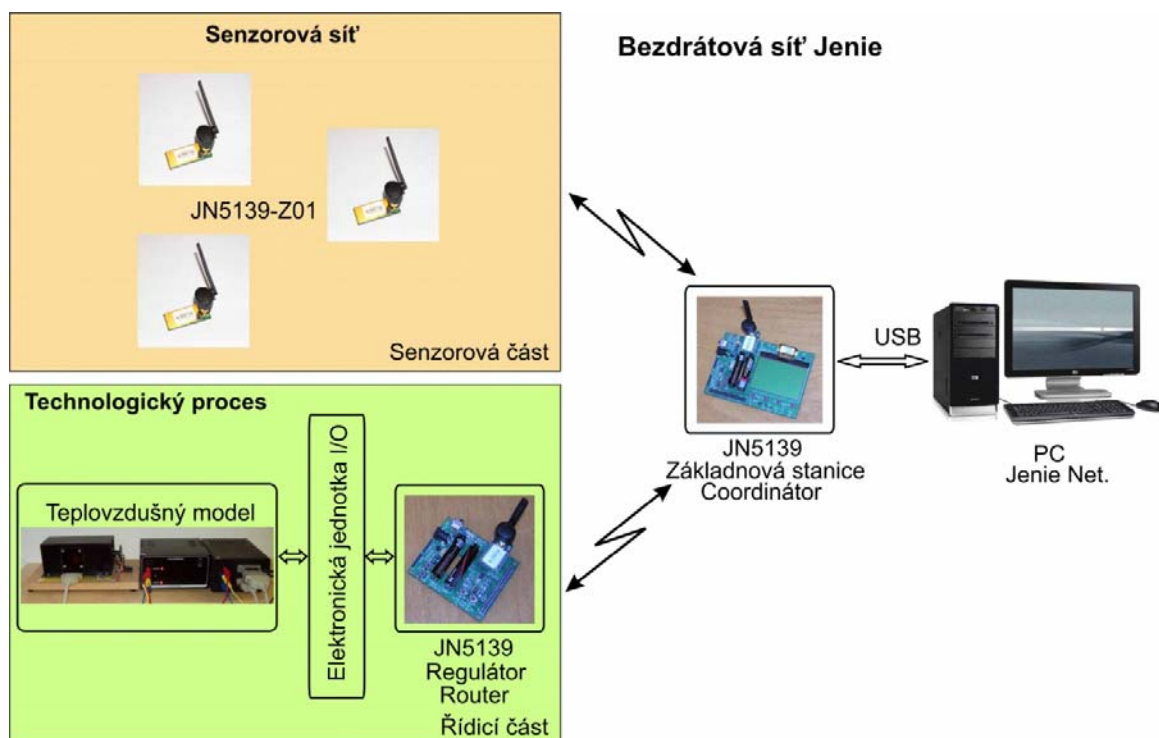 Senzorová síť
Bezdrátová síť Jenie
JN5139-Z01
Senzorová část
USB
JN5139
Základnová stanice
Coordinátor
PC
Jenie Net.
Technologický proces
Teplovzdušný model
Elektronická jednotka I/O
JN5139
Regulátor
Router
Řídicí část